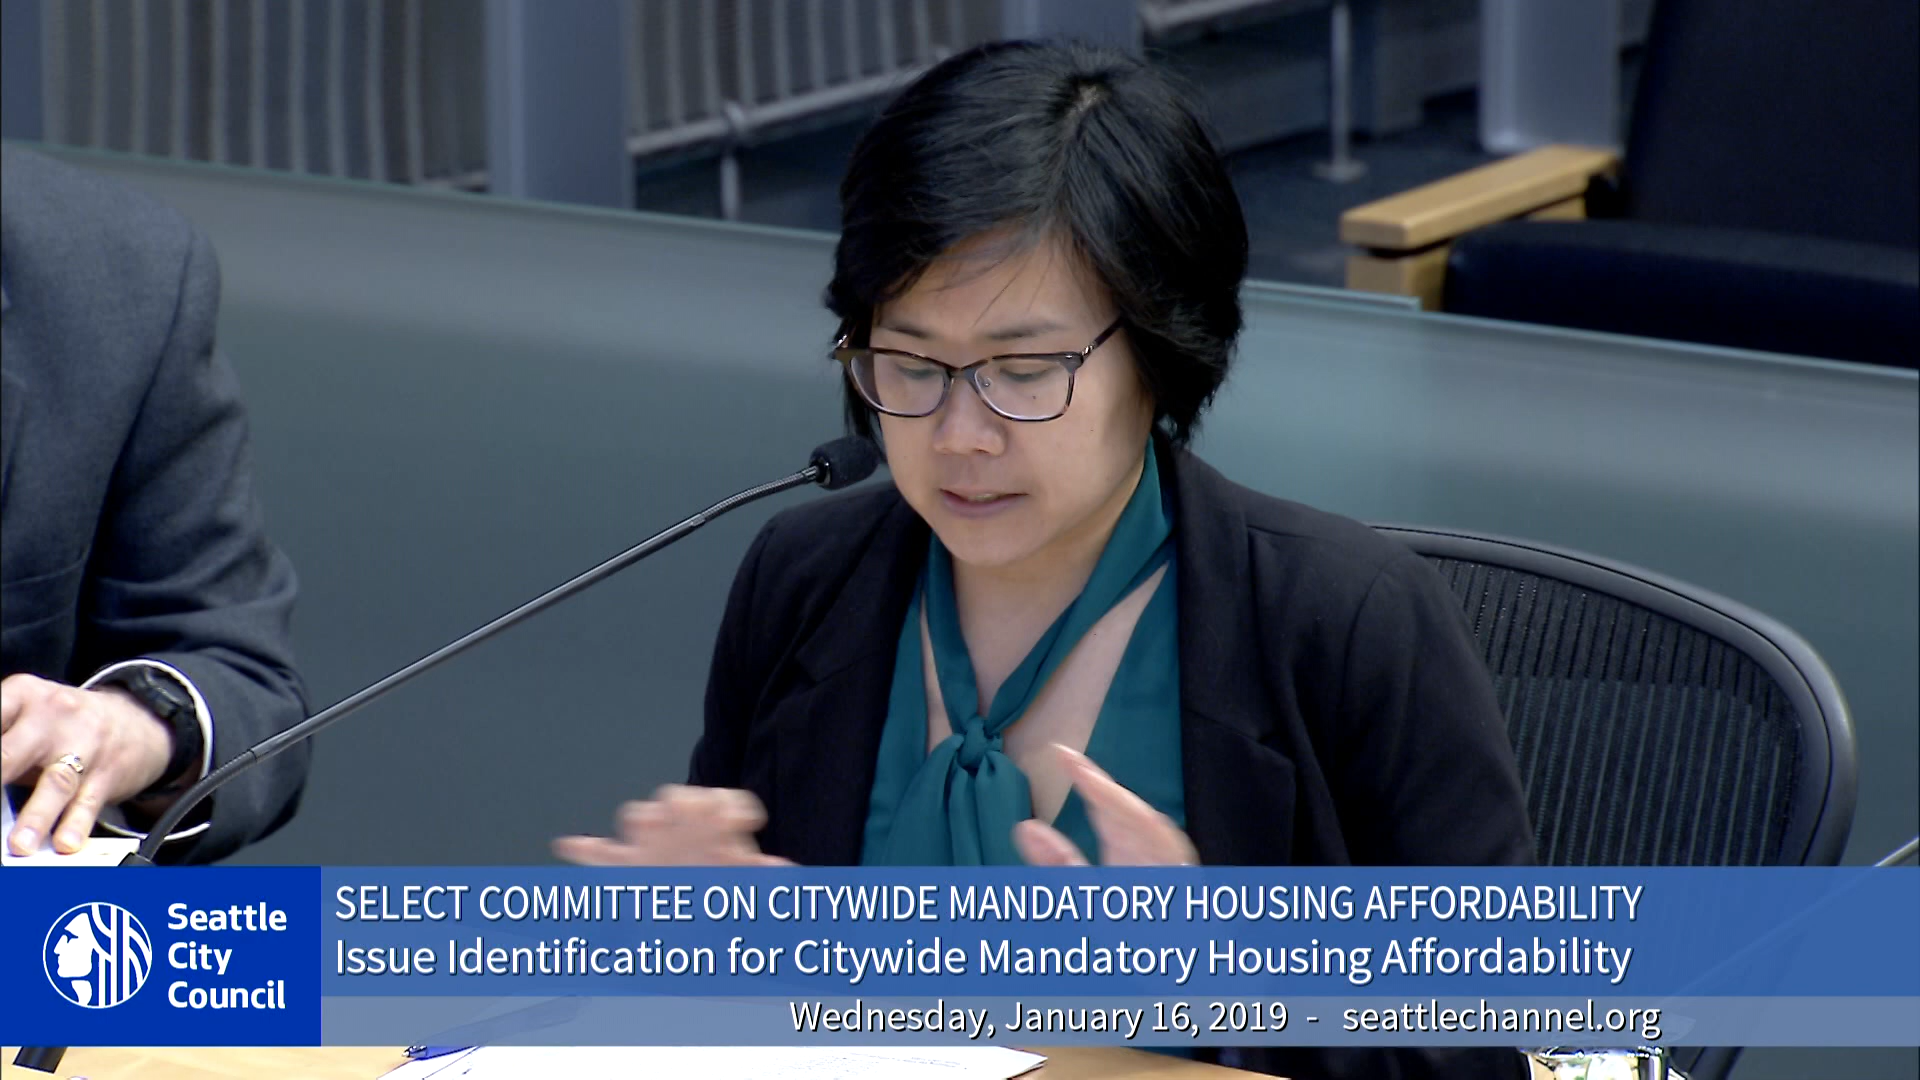 Seattle
City
Council
SELECT COMMITTEE ON CITYWIDE MANDATORY HOUSING AFFORDABILITY
Issue Identification for Citywide Mandatory Housing Affordability
Wednesday, January 16, 2019 - seattlechannel.org